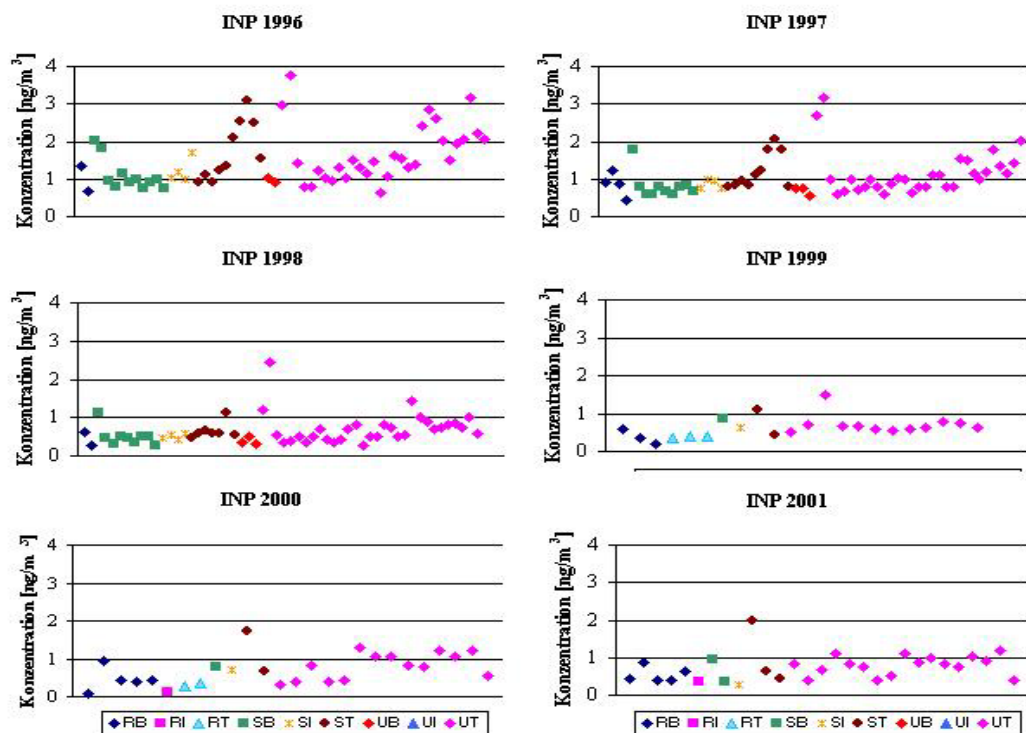 INP 1996
INP 1997
Konzentration [ng/m³]
4
3
2
1
0
Konzentration [ng/m³]
4
3
2
1
0
INP 1998
INP 1999
Konzentration [ng/m³]
4
3
2
1
0
Konzentration [ng/m³]
4
3
2
1
0
INP 2000
INP 2001
Konzentration [ng/m³]
4
3
2
1
0
Konzentration [ng/m³]
4
3
2
1
0
RB RI RT SB SI ST UB UI UT
RB RI RT SB SI ST UB UI UT